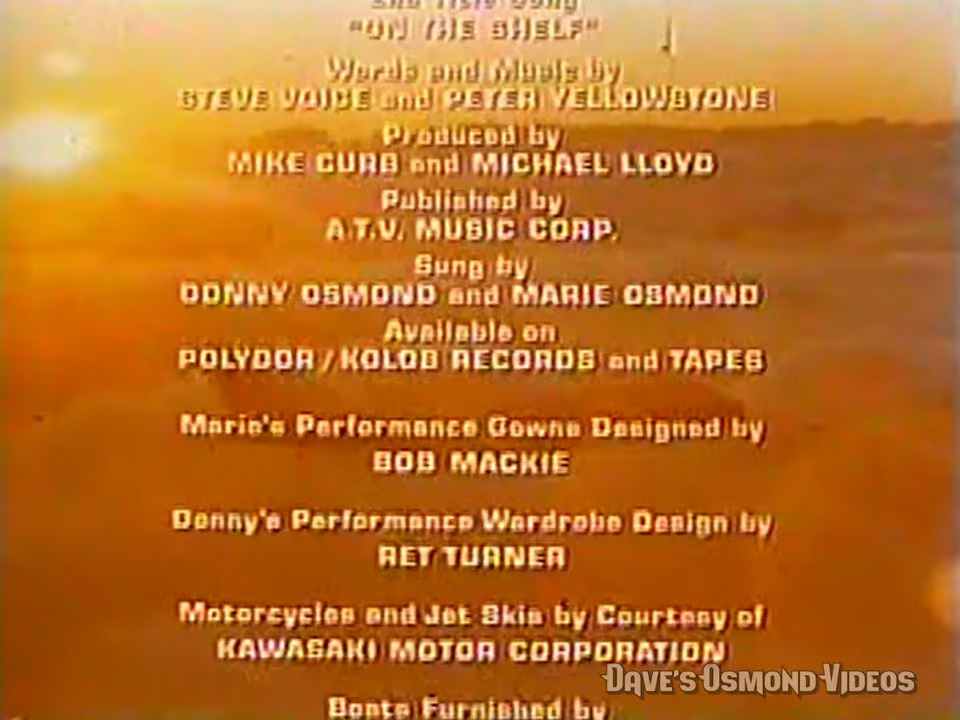 End Title Song
"ON THE SHELF"
Words and Music by
STEVE VOICE and PETER YELLOWSTONE
Produced by
MIKE CURB and MICHAEL LLOYD
Published by
A.T.V. MUSIC CORP.
Sung by
DONNY OSMOND and MARIE OSMOND
Available on
POLYDOR/KOLOB RECORDS and TAPES
Marie's Performance Gowns Designed by
BOB MACKIE
Donny's Performance Wardrobe Design by
RET TURNER
Motorcycles and Jet Skis by Courtesy of
KAWASAKI MOTOR CORPORATION
Boats Furnished by
DAVE'S OSMOND VIDEOS